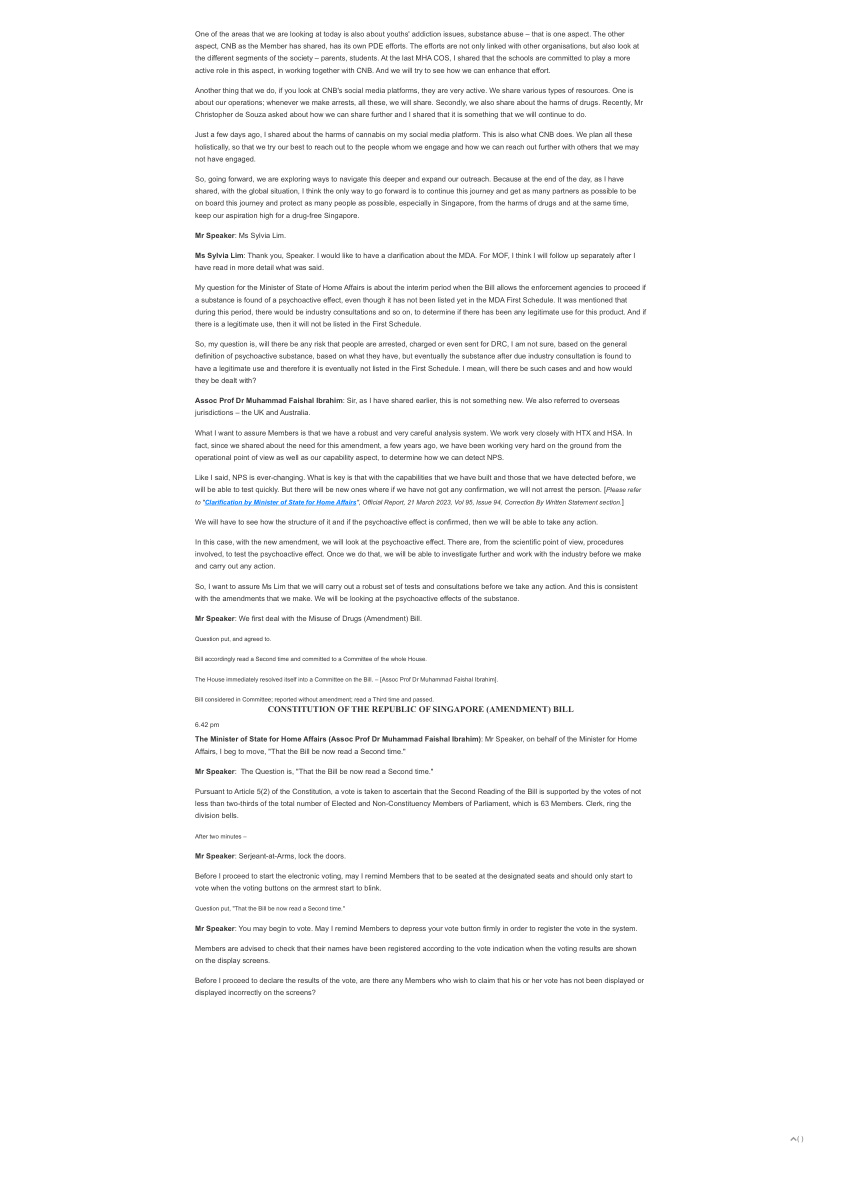 One of the areas that we are looking at today is also about youths' addiction issues, substance abuse – that is one aspect. The other
aspect, CNB as the Member has shared, has its own PDE efforts. The efforts are not only linked with other organisations, but also look at
the different segments of the society – parents, students. At the last MHA COS, I shared that the schools are committed to play a more
active role in this aspect, in working together with CNB. And we will try to see how we can enhance that effort.
Another thing that we do, if you look at CNB's social media platforms, they are very active. We share various types of resources. One is
about our operations; whenever we make arrests, all these, we will share. Secondly, we also share about the harms of drugs. Recently, Mr
Christopher de Souza asked about how we can share further and I shared that it is something that we will continue to do.
Just a few days ago, I shared about the harms of cannabis on my social media platform. This is also what CNB does. We plan all these
holistically, so that we try our best to reach out to the people whom we engage and how we can reach out further with others that we may
not have engaged.
So, going forward, we are exploring ways to navigate this deeper and expand our outreach. Because at the end of the day, as I have
shared, with the global situation, I think the only way to go forward is to continue this journey and get as many partners as possible to be
on board this journey and protect as many people as possible, especially in Singapore, from the harms of drugs and at the same time,
keep our aspiration high for a drug-free Singapore.
Mr Speaker: Ms Sylvia Lim.
Ms Sylvia Lim: Thank you, Speaker. I would like to have a clarification about the MDA. For MOF, I think I will follow up separately after I
have read in more detail what was said.
My question for the Minister of State of Home Affairs is about the interim period when the Bill allows the enforcement agencies to proceed if
a substance is found of a psychoactive effect, even though it has not been listed yet in the MDA First Schedule. It was mentioned that
during this period, there would be industry consultations and so on, to determine if there has been any legitimate use for this product. And if
there is a legitimate use, then it will not be listed in the First Schedule.
So, my question is, will there be any risk that people are arrested, charged or even sent for DRC, I am not sure, based on the general
definition of psychoactive substance, based on what they have, but eventually the substance after due industry consultation is found to
have a legitimate use and therefore it is eventually not listed in the First Schedule. I mean, will there be such cases and and how would
they be dealt with?
Assoc Prof Dr Muhammad Faishal Ibrahim: Sir, as I have shared earlier, this is not something new. We also referred to overseas
jurisdictions – the UK and Australia.
What I want to assure Members is that we have a robust and very careful analysis system. We work very closely with HTX and HSA. In
fact, since we shared about the need for this amendment, a few years ago, we have been working very hard on the ground from the
operational point of view as well as our capability aspect, to determine how we can detect NPS.
Like I said, NPS is ever-changing. What is key is that with the capabilities that we have built and those that we have detected before, we
will be able to test quickly. But there will be new ones where if we have not got any confirmation, we will not arrest the person. [Please refer
to "Clarification by Minister of State for Home Affairs", Official Report, 21 March 2023, Vol 95, Issue 94, Correction By Written Statement section.]
We will have to see how the structure of it and if the psychoactive effect is confirmed, then we will be able to take any action.
In this case, with the new amendment, we will look at the psychoactive effect. There are, from the scientific point of view, procedures
involved, to test the psychoactive effect. Once we do that, we will be able to investigate further and work with the industry before we make
and carry out any action.
So, I want to assure Ms Lim that we will carry out a robust set of tests and consultations before we take any action. And this is consistent
with the amendments that we make. We will be looking at the psychoactive effects of the substance.
Mr Speaker: We first deal with the Misuse of Drugs (Amendment) Bill.
Question put, and agreed to.
Bill accordingly read a Second time and committed to a Committee of the whole House.
The House immediately resolved itself into a Committee on the Bill. – [Assoc Prof Dr Muhammad Faishal Ibrahim].
Bill considered in Committee; reported without amendment; read a Third time and passed.
CONSTITUTION OF THE REPUBLIC OF SINGAPORE (AMENDMENT) BILL
6.42 pm
The Minister of State for Home Affairs (Assoc Prof Dr Muhammad Faishal Ibrahim): Mr Speaker, on behalf of the Minister for Home
Affairs, I beg to move, "That the Bill be now read a Second time."
Mr Speaker: The Question is, "That the Bill be now read a Second time."
Pursuant to Article 5(2) of the Constitution, a vote is taken to ascertain that the Second Reading of the Bill is supported by the votes of not
less than two-thirds of the total number of Elected and Non-Constituency Members of Parliament, which is 63 Members. Clerk, ring the
division bells.
After two minutes –
Mr Speaker: Serjeant-at-Arms, lock the doors.
Before I proceed to start the electronic voting, may I remind Members that to be seated at the designated seats and should only start to
vote when the voting buttons on the armrest start to blink.
Question put, "That the Bill be now read a Second time."
Mr Speaker: You may begin to vote. May I remind Members to depress your vote button firmly in order to register the vote in the system.
Members are advised to check that their names have been registered according to the vote indication when the voting results are shown
on the display screens.
Before I proceed to declare the results of the vote, are there any Members who wish to claim that his or her vote has not been displayed or
displayed incorrectly on the screens?
( )